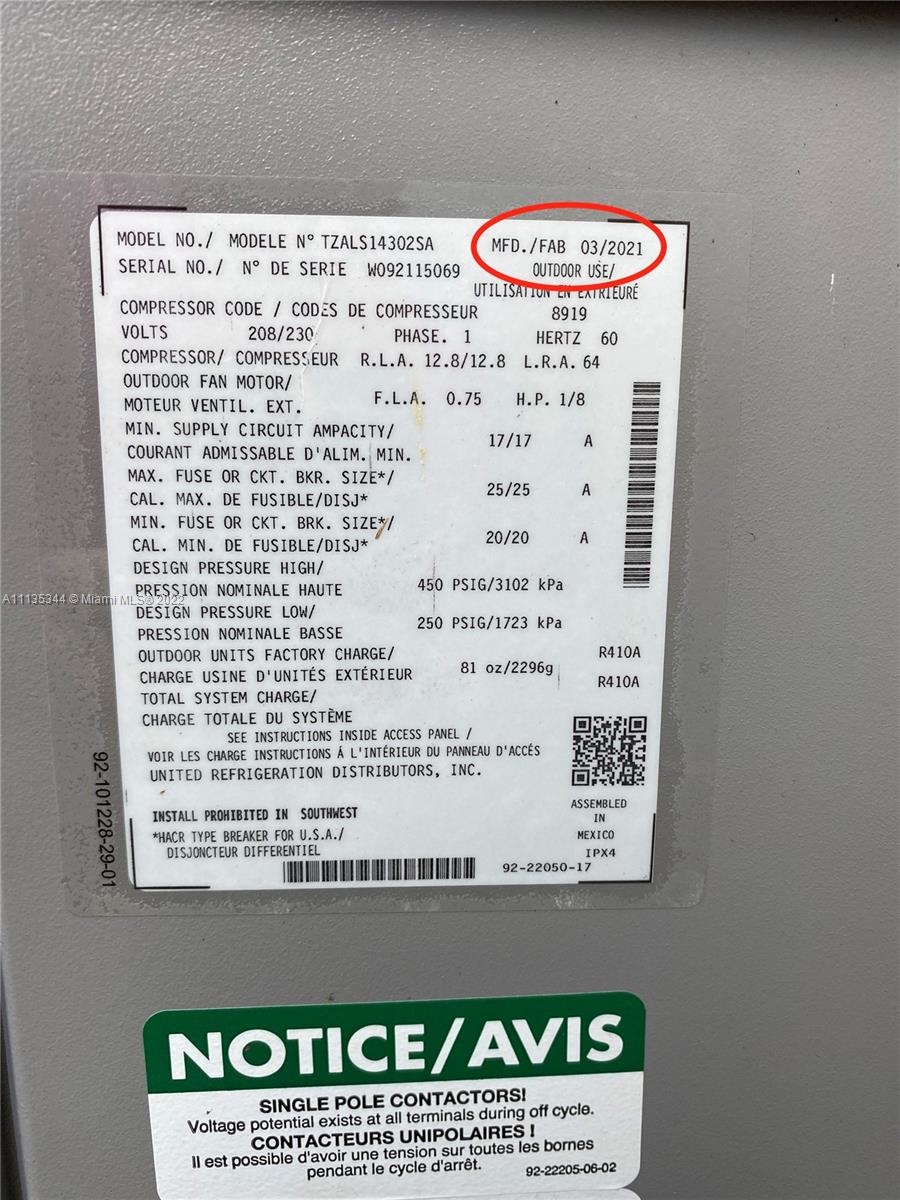 MODEL NO./ MODELE N° TZALS14302SA MFD./FAB 03/2021
SERIAL NO./ N° DE SERIE W092115069 OUTDOOR USE/
UTILISATION EN EXTRIEURÉ
COMPRESSOR CODE / CODES DE COMPRESSEUR 8919
VOLTS 208/230 PHASE. 1 HERTZ 60
COMPRESSOR/ COMPRESSEUR R.L.A. 12.8/12.8 L.R.A. 64
OUTDOOR FAN MOTOR/
MOTEUR VENTIL. EXT. F.L.A. 0.75 H.P. 1/8
MIN. SUPPLY CIRCUIT AMPACITY/
COURANT ADMISSABLE D'ALIM. MIN. 17/17 A
MAX. FUSE OR CKT. BKR. SIZE*/
CAL. MAX. DE FUSIBLE/DISJ* 25/25 A
MIN. FUSE OR CKT. BRK. SIZE*/
CAL. MIN. DE FUSIBLE/DISJ* 20/20 A
DESIGN PRESSURE HIGH/
PRESSION NOMINALE HAUTE 450 PSIG/3102 kPa
DESIGN PRESSURE LOW/
PRESSION NOMINALE BASSE 250 PSIG/1723 kPa
OUTDOOR UNITS FACTORY CHARGE/ R410A
CHARGE USINE D'UNITÉS EXTÉRIEUR 81 oz/2296g
TOTAL SYSTEM CHARGE/ R410A
CHARGE TOTALE DU SYSTÈME
SEE INSTRUCTIONS INSIDE ACCESS PANEL /
VOIR LES CHARGE INSTRUCTIONS Á L'INTÉRIEUR DU PANNEAU D'ACCÉS
UNITED REFRIGERATION DISTRIBUTORS, INC.
INSTALL PROHIBITED IN SOUTHWEST
*HACR TYPE BREAKER FOR U.S.A./
DISJONCTEUR DIFFERENTIEL
ASSEMBLED
IN
MEXICO
IPX4
92-22050-17
92-101228-29-01
A11135344 © Miami MLS® 2022
NOTICE/AVIS
SINGLE POLE CONTACTORS!
Voltage potential exists at all terminals during off cycle.
CONTACTEURS UNIPOLAIRES !
Il est possible d'avoir une tension sur toutes les bornes
pendant le cycle d'arrêt. 92-22205-06-02